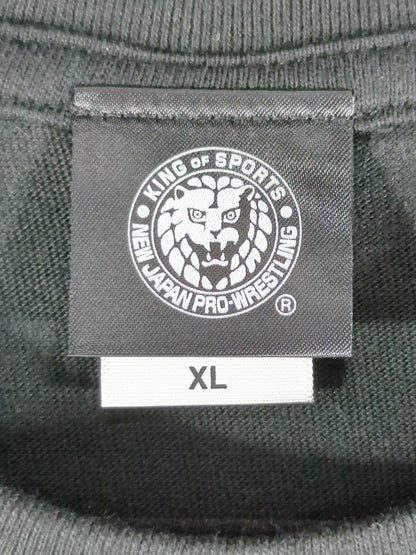 KING OF SPORTS
NEW JAPAN PRO-WRESTLING
®
XL